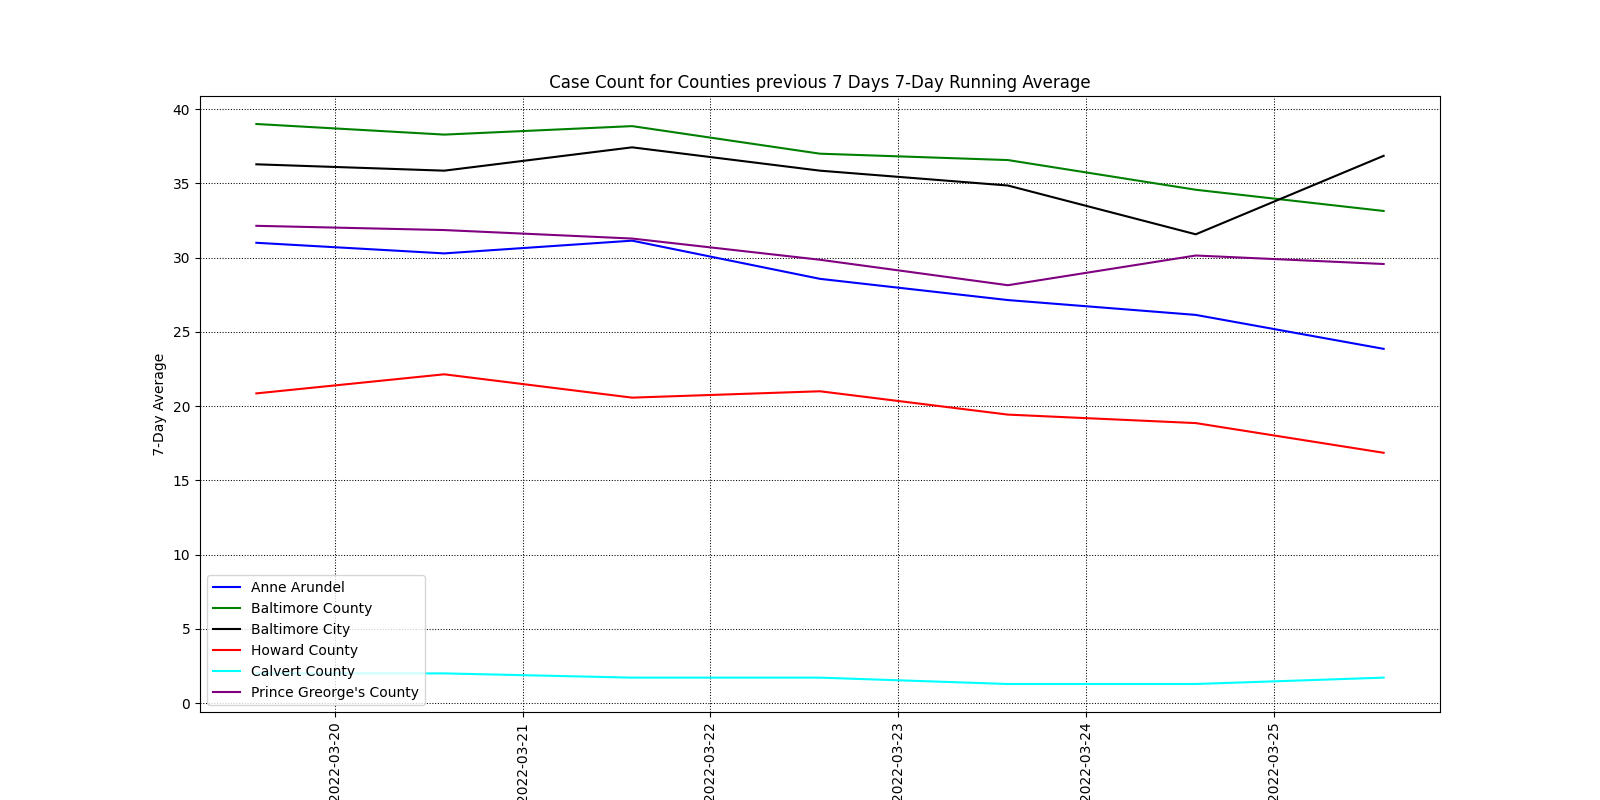 Case Count for Counties previous 7 Days 7-Day Running Average
40
35
30
25
20
15
10
5
0
7-Day Average
Anne Arundel
Baltimore County
Baltimore City
Howard County
Calvert County
Prince Greorge's County
2022-03-20
2022-03-21
2022-03-22
2022-03-23
2022-03-24
2022-03-25